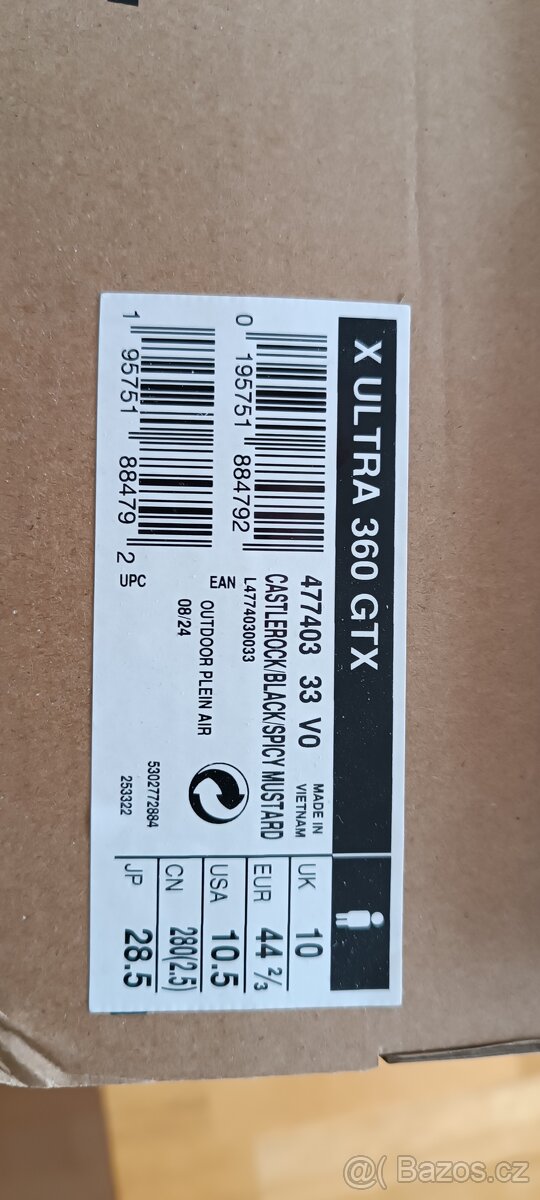 X ULTRA 360 GTX
UK 10
EUR 44 2/3
USA 10.5
CN 280(2.5)
JP 28.5
0 195751 884792
EAN
1 95751 88479 2
UPC
477403 33 V0
MADE IN
VIETNAM
CASTLEROCK/BLACK/SPICY MUSTARD
L4774030033
OUTDOOR PLEIN AIR
08/24
5302772884
253322
@ Bazos.cz